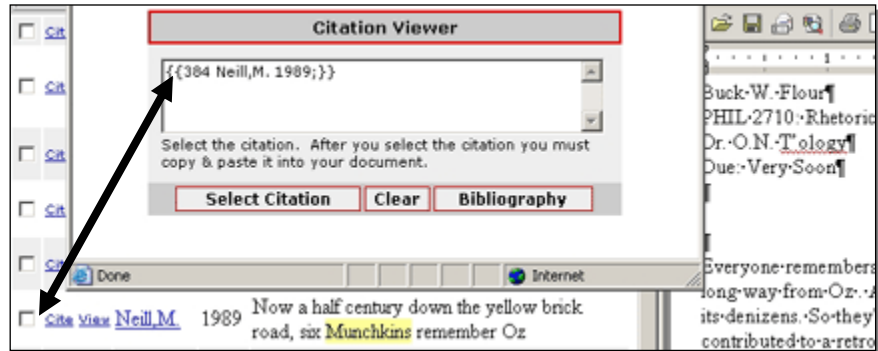 Citation Viewer
{{384 Neill,M. 1989;}}
Select the citation. After you select the citation you must
copy & paste it into your document.
Select Citation Clear Bibliography
Done Internet
Cit
Cit
Cit
Cit
Cit
Cite View Neill,M. 1989 Now a half century down the yellow brick
road, six Munchkins remember Oz
1
Buck·W.·Flour¶
PHIL·2710:·Rhetoric
Dr.·O.N.·T'ology¶
Due:·Very·Soon¶
¶
¶
Everyone·remembers
long·way·from·Oz·.·A
its·denizens.·So·they'
contributed·to·a·retro